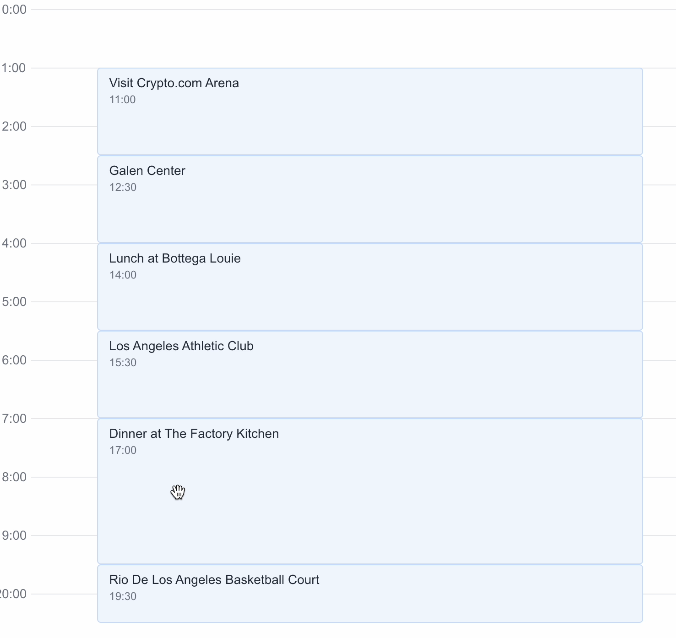 0:00
1:00
Visit Crypto.com Arena
11:00
2:00
Galen Center
12:30
3:00
4:00
Lunch at Bottega Louie
14:00
5:00
Los Angeles Athletic Club
15:30
6:00
7:00
Dinner at The Factory Kitchen
17:00
8:00
9:00
Rio De Los Angeles Basketball Court
19:30
20:00